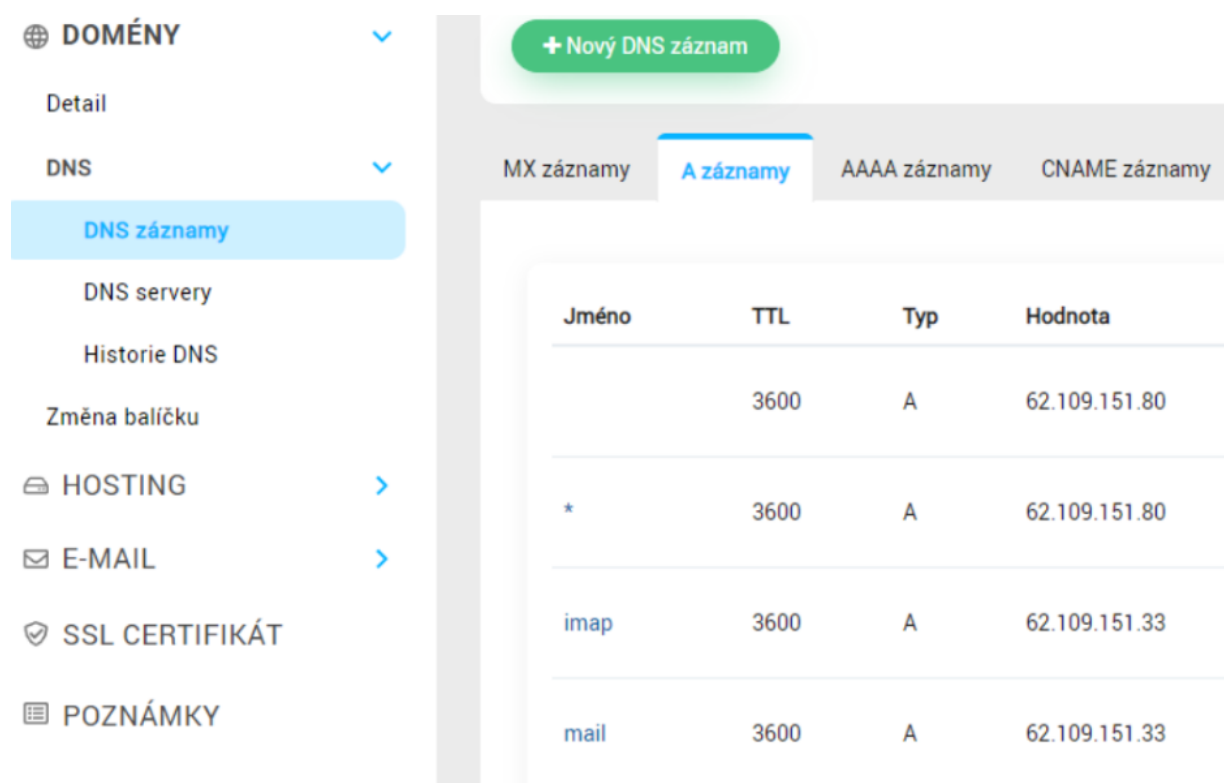 DOMÉNY
Detail
DNS
DNS záznamy
DNS servery
Historie DNS
Změna balíčku
HOSTING
E-MAIL
SSL CERTIFIKÁT
POZNÁMKY
+ Nový DNS záznam
MX záznamy A záznamy AAAA záznamy CNAME záznamy
Jméno TTL Typ Hodnota
3600 A 62.109.151.80
* 3600 A 62.109.151.80
imap 3600 A 62.109.151.33
mail 3600 A 62.109.151.33